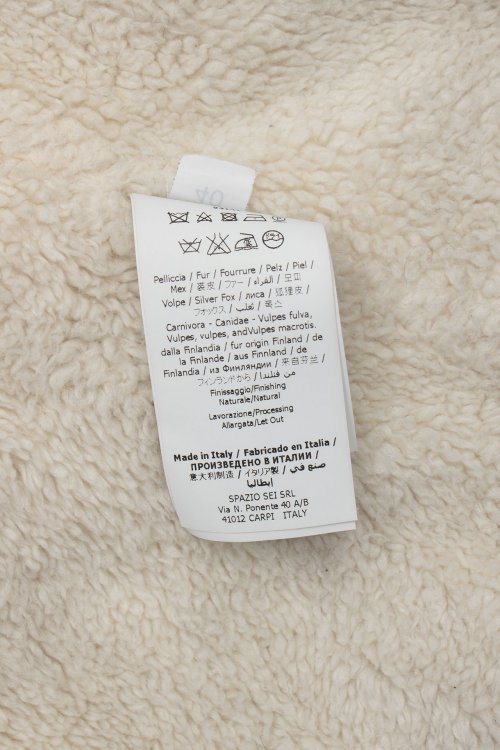 40
Pelliccia / Fur / Fourrure / Pelz / Piel /
Mex / 裘皮 / ファー / الفراء / 모피
Volpe / Silver Fox / лиса / 狐狸皮 /
フォックス / ثعلب / 폭스
Carnivora - Canidae - Vulpes fulva,
Vulpes, vulpes, andVulpes macrotis.
dalla Finlandia / fur origin Finland / de
la Finlande / aus Finnland / de
Finlandia / из Финляндии / 来自芬兰 /
フィンランドから / من فنلندا
Finissaggio/Finishing
Naturale/Natural
Lavorazione/Processing
Allargata/Let Out
Made in Italy / Fabricado en Italia /
ПРОИЗВЕДЕНО В ИТАЛИИ /
意大利制造 / イタリア製 / صنع في
إيطاليا
SPAZIO SEI SRL
Via N. Ponente 40 A/B
41012 CARPI ITALY